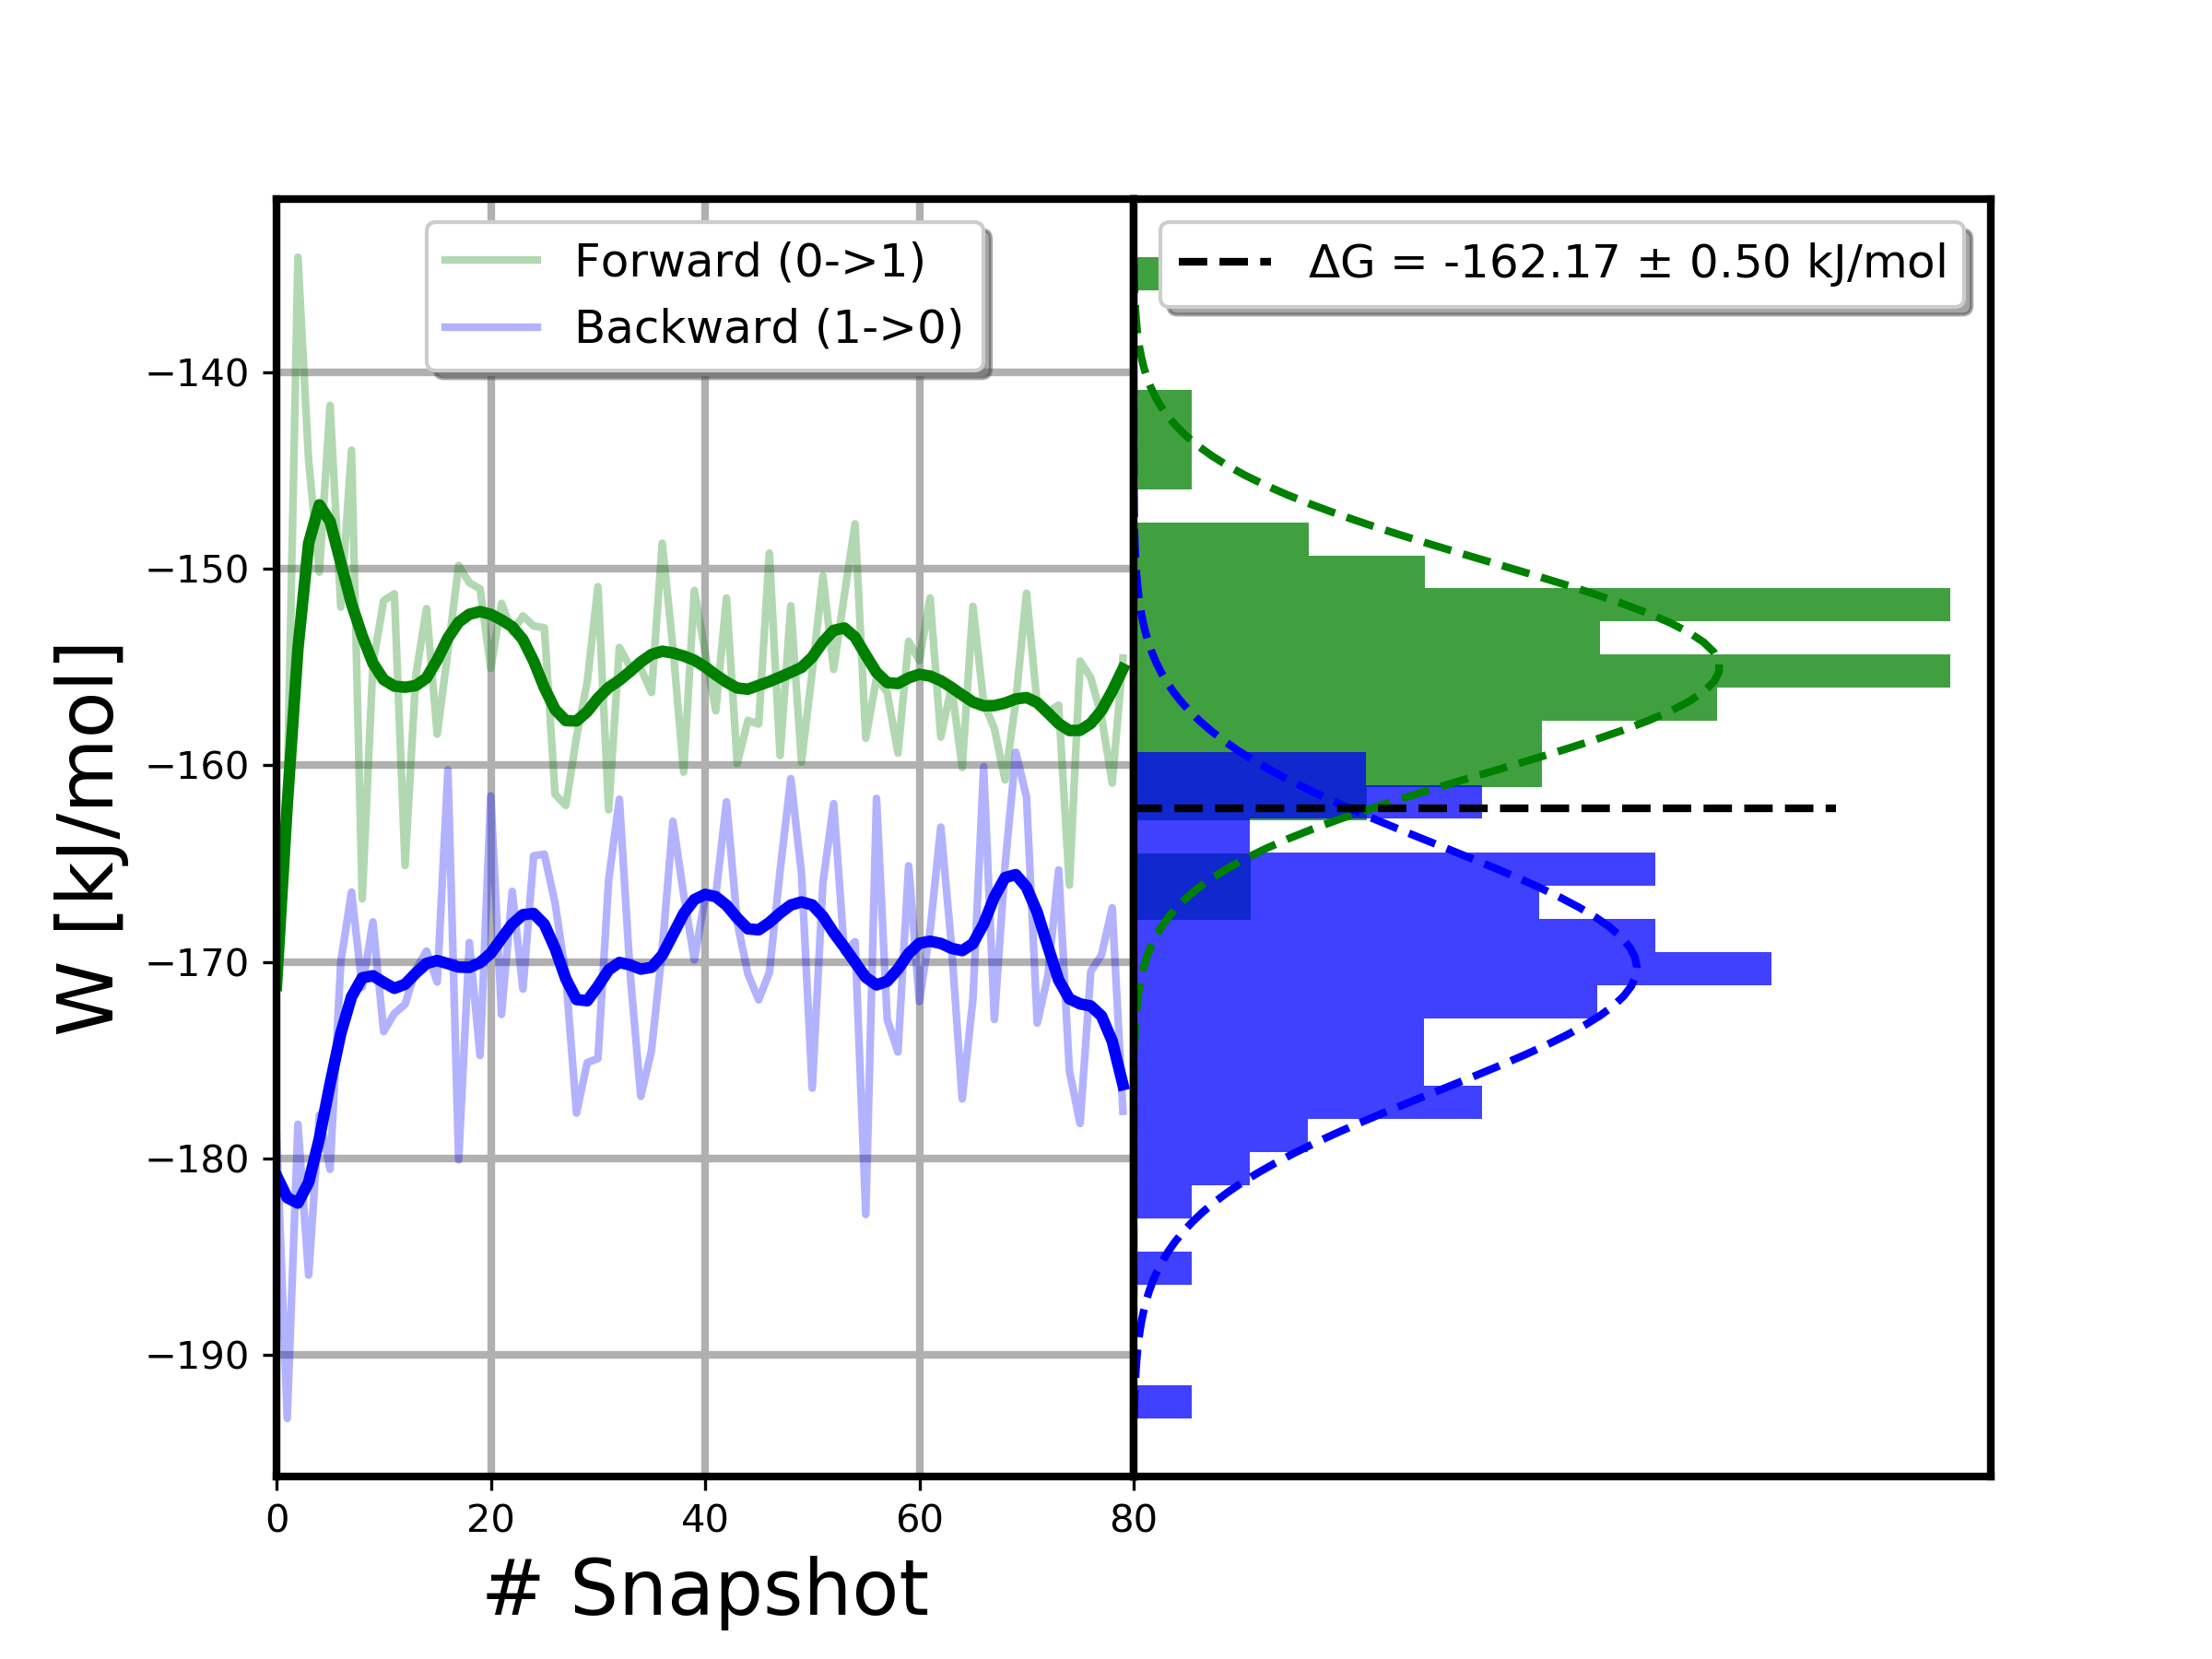 Forward (0->1)
Backward (1->0)
ΔG = -162.17 ± 0.50 kJ/mol
W [kJ/mol]
−140
−150
−160
−170
−180
−190
0 20 40 60 80
# Snapshot